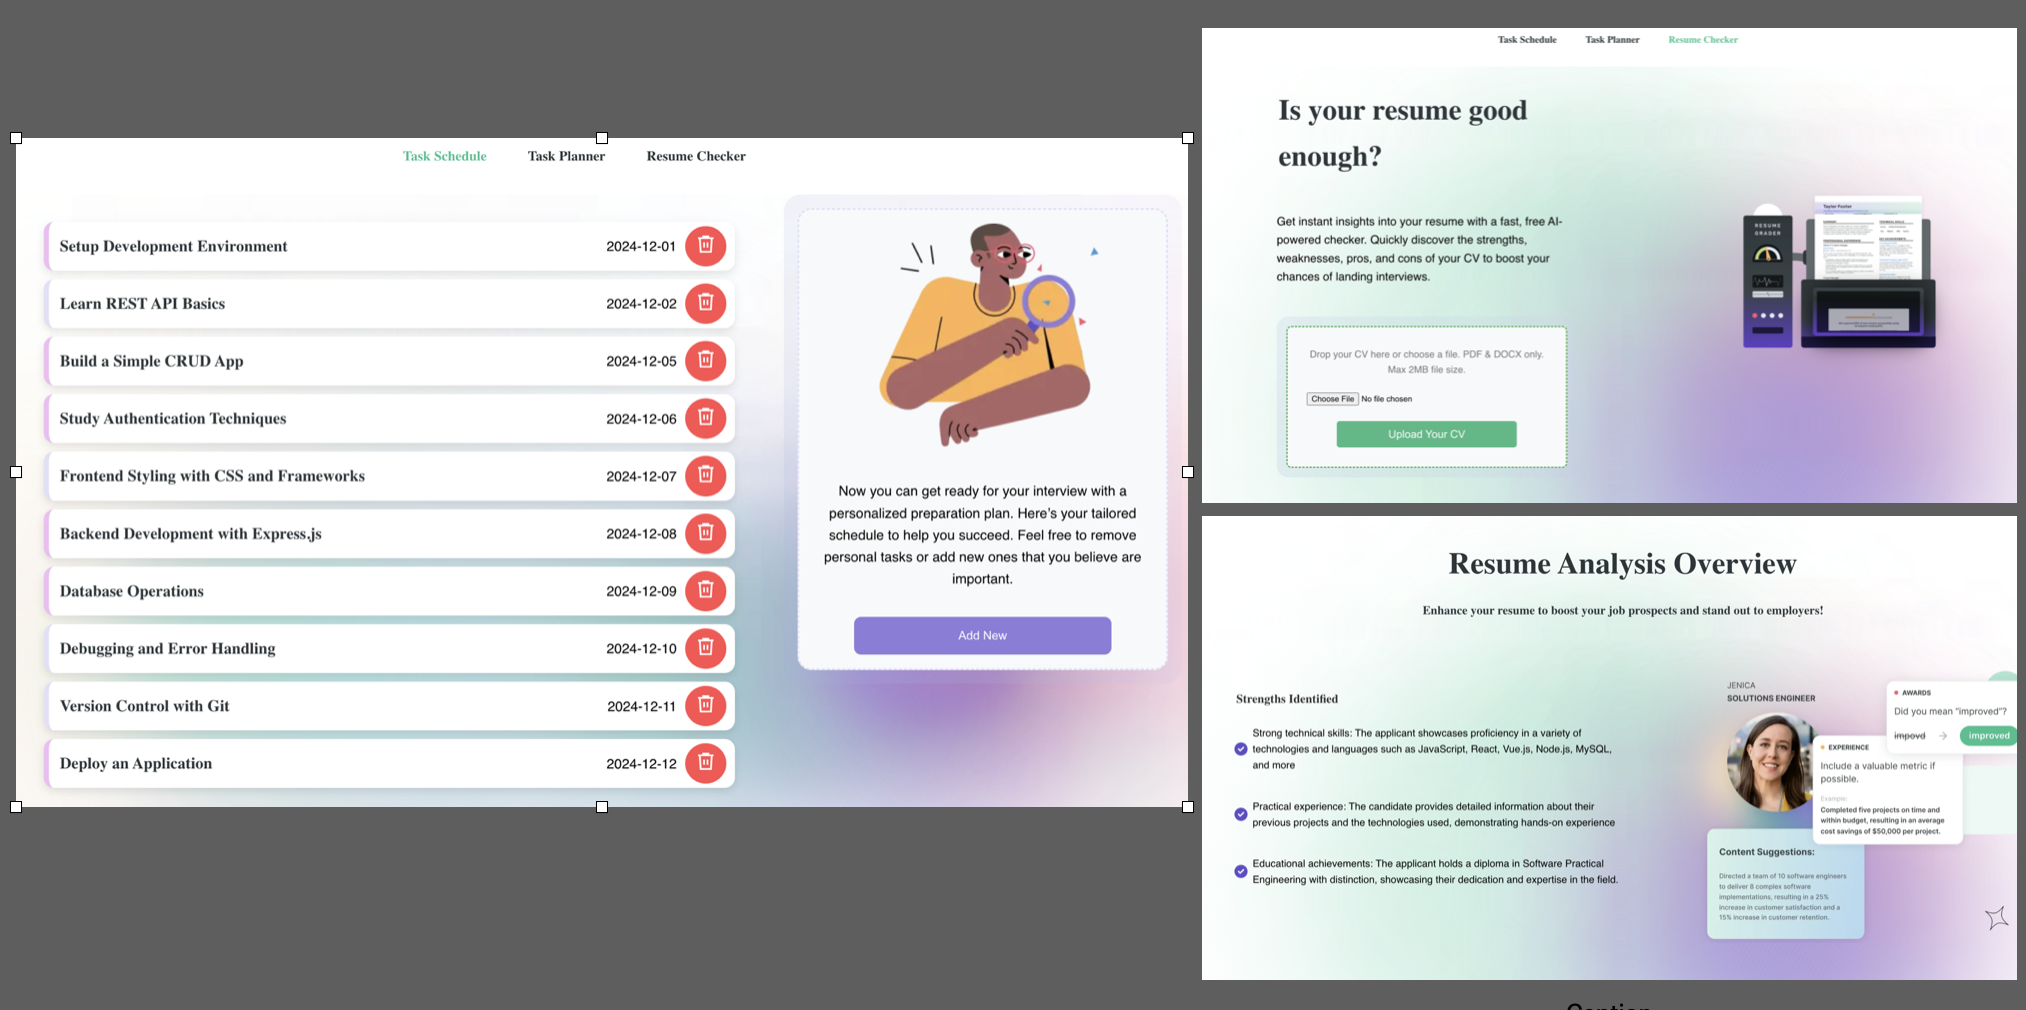 Task Schedule Task Planner Resume Checker
Setup Development Environment 2024-12-01
Learn REST API Basics 2024-12-02
Build a Simple CRUD App 2024-12-05
Study Authentication Techniques 2024-12-06
Frontend Styling with CSS and Frameworks 2024-12-07
Backend Development with Express.js 2024-12-08
Database Operations 2024-12-09
Debugging and Error Handling 2024-12-10
Version Control with Git 2024-12-11
Deploy an Application 2024-12-12
Now you can get ready for your interview with a
personalized preparation plan. Here's your tailored
schedule to help you succeed. Feel free to remove
personal tasks or add new ones that you believe are
important.
Add New
Task Schedule Task Planner Resume Checker
Is your resume good
enough?
Get instant insights into your resume with a fast, free AI-
powered checker. Quickly discover the strengths,
weaknesses, pros, and cons of your CV to boost your
chances of landing interviews.
Drop your CV here or choose a file. PDF & DOCX only.
Max 2MB file size.
Choose File No file chosen
Upload Your CV
RESUME
GRADER
Taylor Foster
Resume Analysis Overview
Enhance your resume to boost your job prospects and stand out to employers!
Strengths Identified
Strong technical skills: The applicant showcases proficiency in a variety of
technologies and languages such as JavaScript, React, Vue.js, Node.js, MySQL,
and more
Practical experience: The candidate provides detailed information about their
previous projects and the technologies used, demonstrating hands-on experience
Educational achievements: The applicant holds a diploma in Software Practical
Engineering with distinction, showcasing their dedication and expertise in the field.
JENICA
SOLUTIONS ENGINEER
AWARDS
Did you mean "improved"?
impovd → improved
EXPERIENCE
Include a valuable metric if
possible.
Example:
Completed five projects on time and
within budget, resulting in an average
cost savings of $50,000 per project.
Content Suggestions:
Directed a team of 10 software engineers
to deliver 8 complex software
implementations, resulting in a 25%
increase in customer satisfaction and a
15% increase in customer retention.